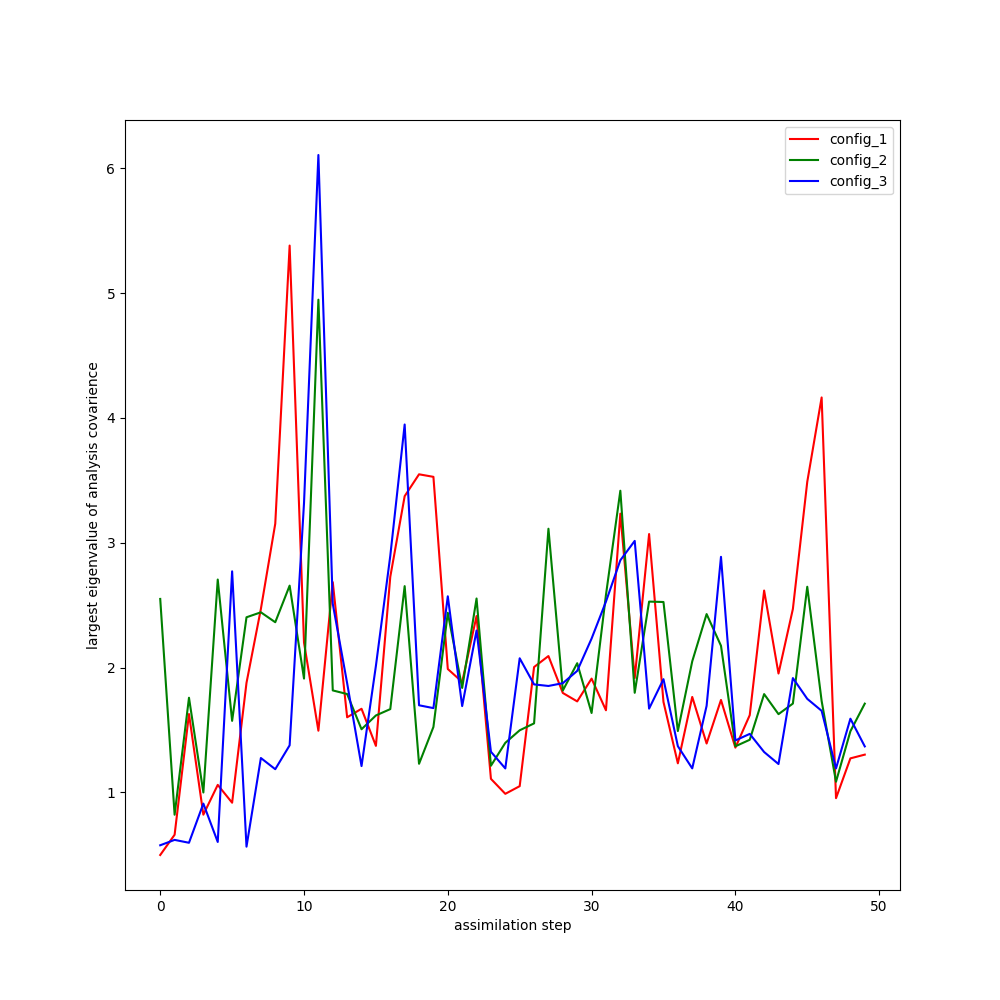 config_1
config_2
config_3
6
5
4
3
2
1
largest eigenvalue of analysis covarience
0 10 20 30 40 50
assimilation step